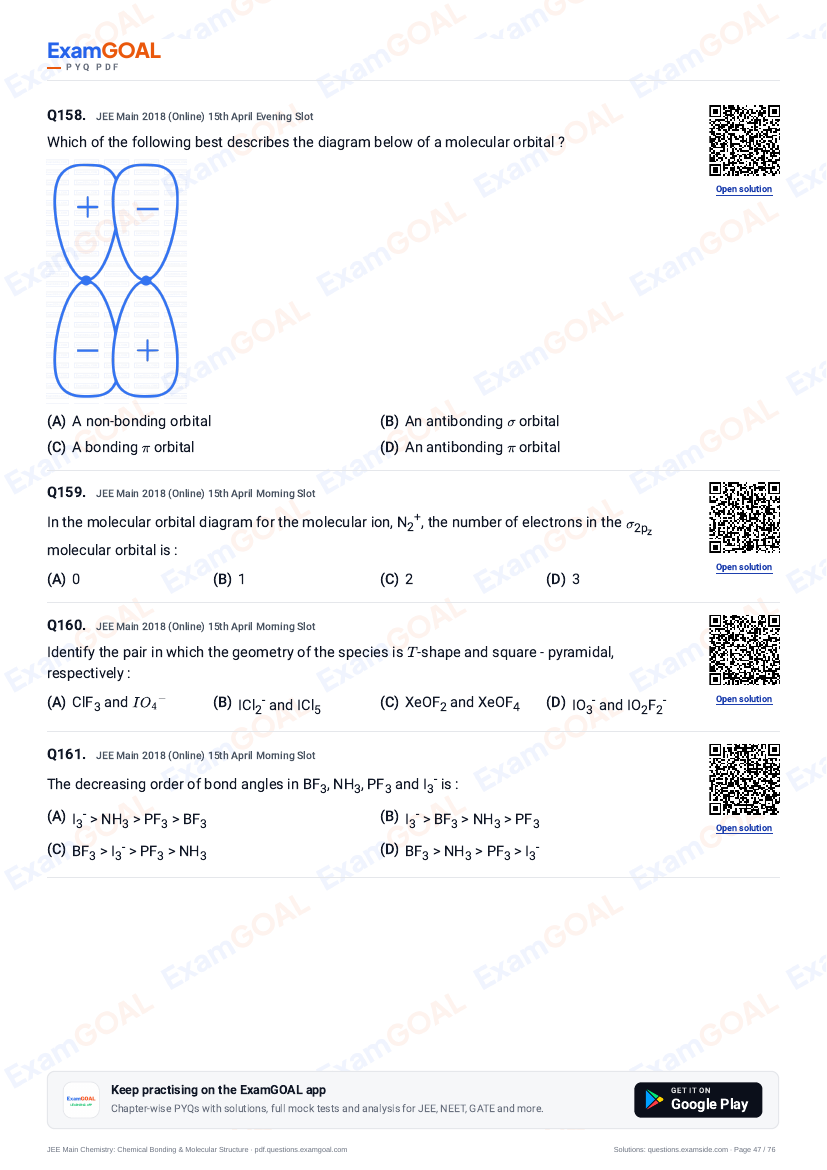 ExamGOAL
PYQ PDF
Q158. JEE Main 2018 (Online) 15th April Evening Slot
Which of the following best describes the diagram below of a molecular orbital ?
Open solution
+ −
− +
(A) A non-bonding orbital (B) An antibonding σ orbital
(C) A bonding π orbital (D) An antibonding π orbital
Q159. JEE Main 2018 (Online) 15th April Morning Slot
In the molecular orbital diagram for the molecular ion, N₂⁺, the number of electrons in the σ2p_z
molecular orbital is :
Open solution
(A) 0 (B) 1 (C) 2 (D) 3
Q160. JEE Main 2018 (Online) 15th April Morning Slot
Identify the pair in which the geometry of the species is T-shape and square - pyramidal,
respectively :
(A) ClF₃ and IO₄⁻ (B) ICl₂⁻ and ICl₅ (C) XeOF₂ and XeOF₄ (D) IO₃⁻ and IO₂F₂⁻
Open solution
Q161. JEE Main 2018 (Online) 15th April Morning Slot
The decreasing order of bond angles in BF₃, NH₃, PF₃ and I₃⁻ is :
(A) I₃⁻ > NH₃ > PF₃ > BF₃ (B) I₃⁻ > BF₃ > NH₃ > PF₃
Open solution
(C) BF₃ > I₃⁻ > PF₃ > NH₃ (D) BF₃ > NH₃ > PF₃ > I₃⁻
ExamGOAL
Keep practising on the ExamGOAL app
Chapter-wise PYQs with solutions, full mock tests and analysis for JEE, NEET, GATE and more.
GET IT ON
Google Play
JEE Main Chemistry: Chemical Bonding & Molecular Structure · pdf.questions.examgoal.com Solutions: questions.examside.com · Page 47 / 76